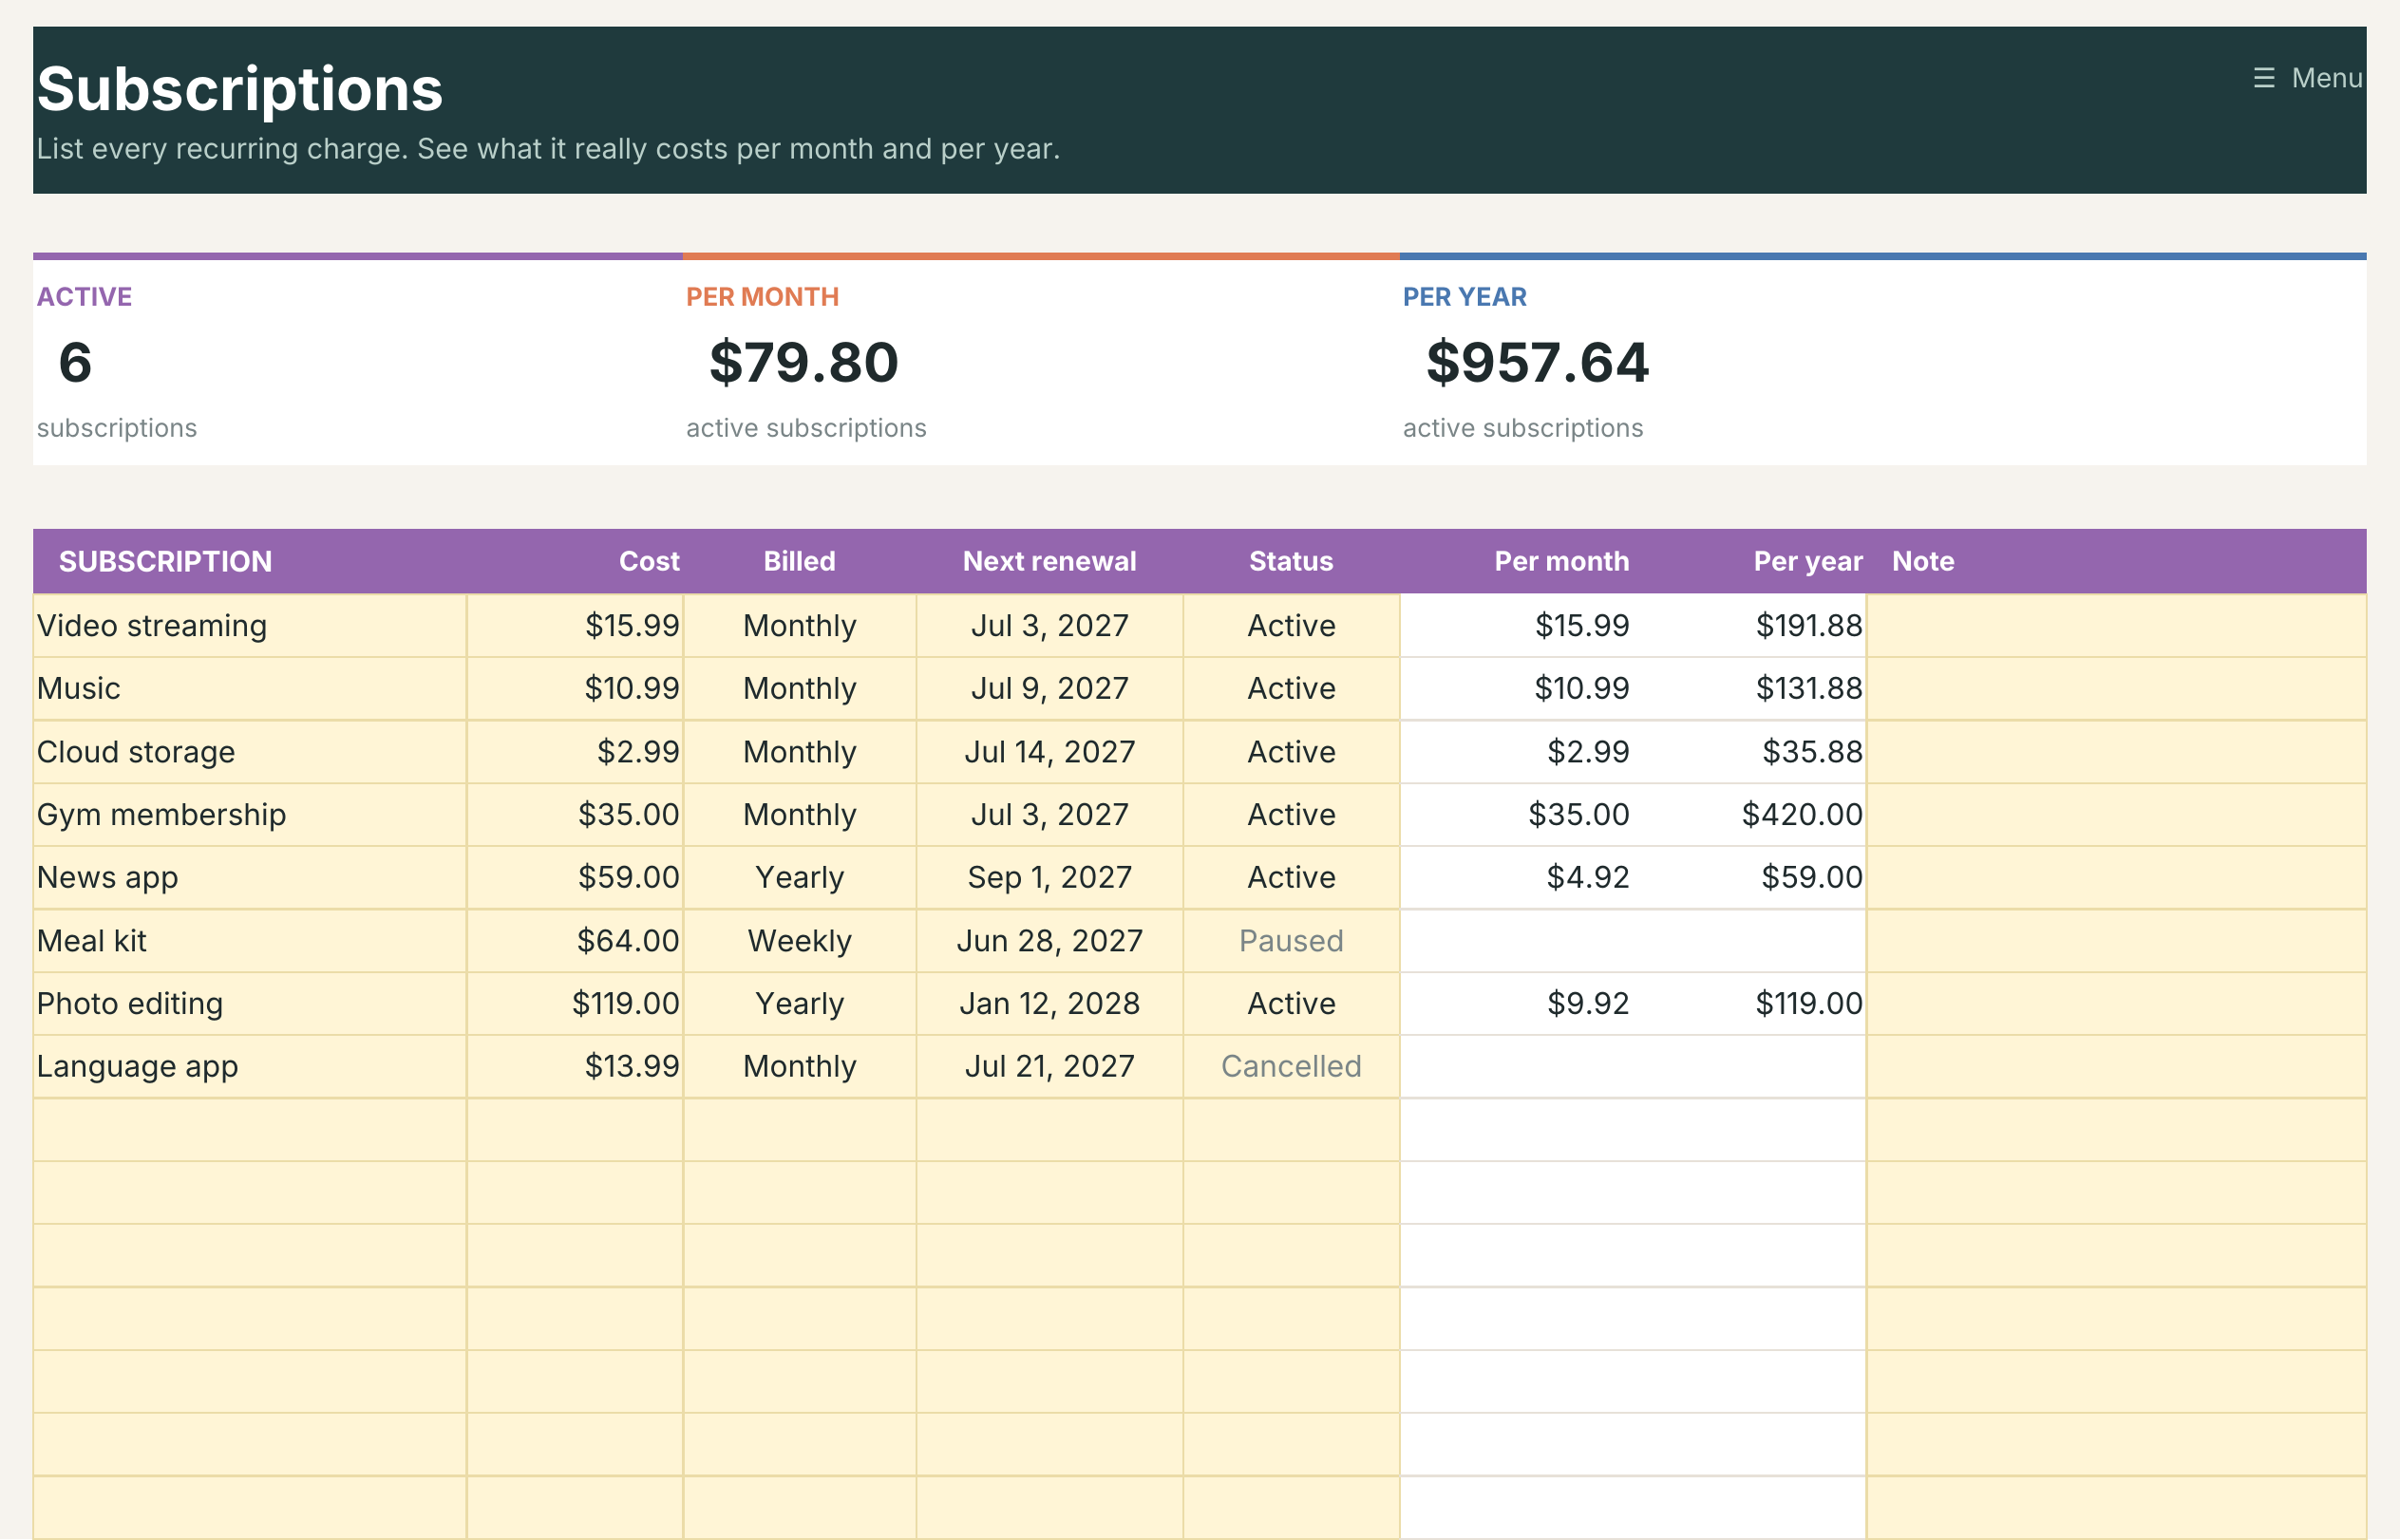 Subscriptions
☰ Menu
List every recurring charge. See what it really costs per month and per year.
ACTIVE PER MONTH PER YEAR
6 $79.80 $957.64
subscriptions active subscriptions active subscriptions
SUBSCRIPTION Cost Billed Next renewal Status Per month Per year Note
Video streaming $15.99 Monthly Jul 3, 2027 Active $15.99 $191.88
Music $10.99 Monthly Jul 9, 2027 Active $10.99 $131.88
Cloud storage $2.99 Monthly Jul 14, 2027 Active $2.99 $35.88
Gym membership $35.00 Monthly Jul 3, 2027 Active $35.00 $420.00
News app $59.00 Yearly Sep 1, 2027 Active $4.92 $59.00
Meal kit $64.00 Weekly Jun 28, 2027 Paused
Photo editing $119.00 Yearly Jan 12, 2028 Active $9.92 $119.00
Language app $13.99 Monthly Jul 21, 2027 Cancelled